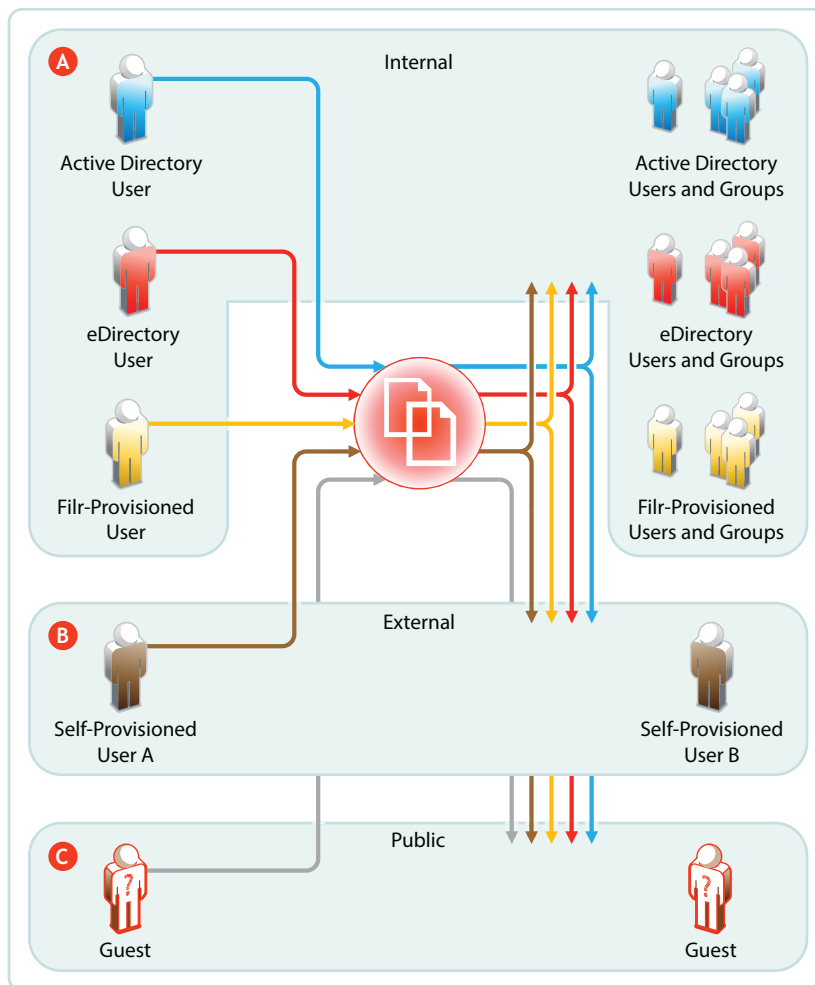 A
Internal
Active Directory
User
Active Directory
Users and Groups
eDirectory
User
eDirectory
Users and Groups
Filr-Provisioned
User
Filr-Provisioned
Users and Groups
B
External
Self-Provisioned
User A
Self-Provisioned
User B
C
Public
?
?
Guest
Guest